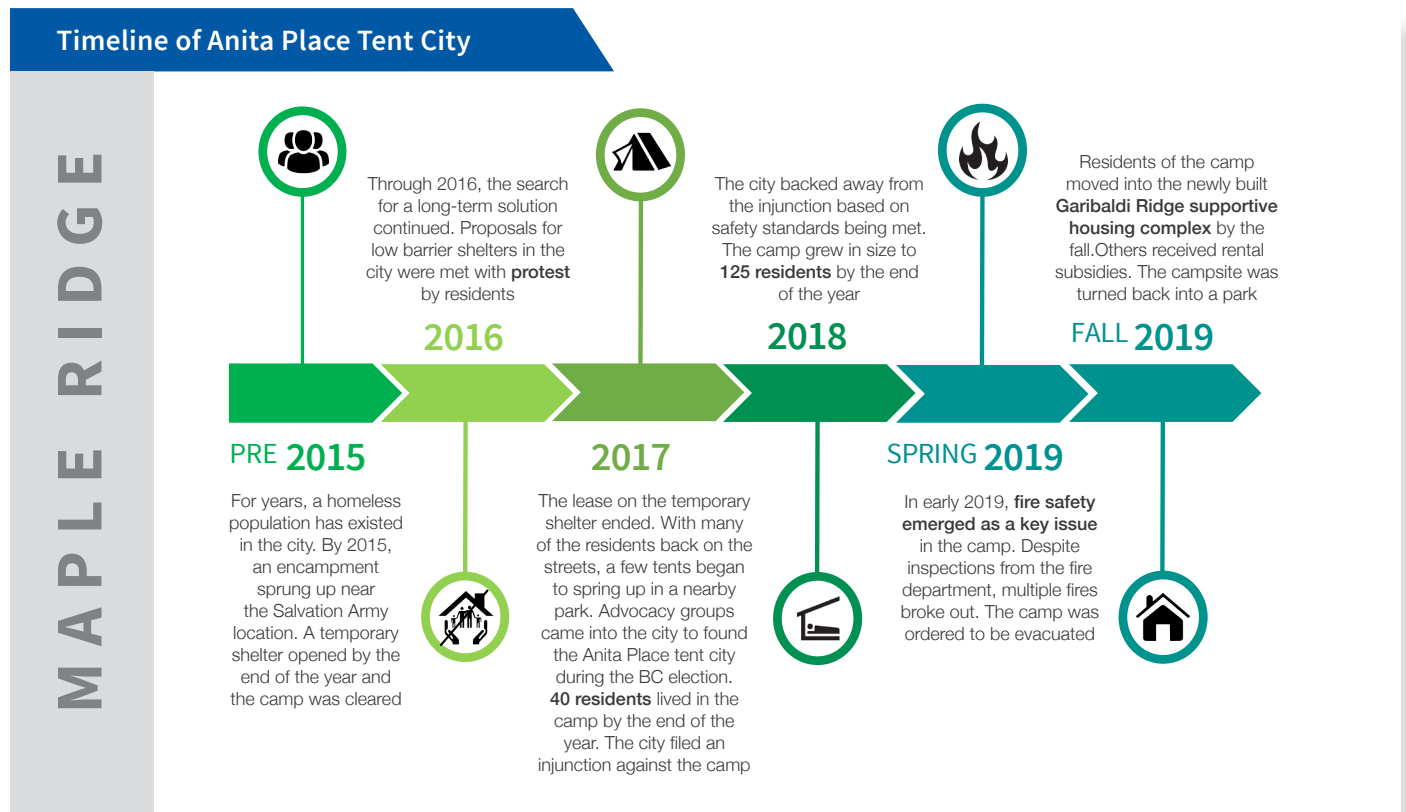 Timeline of Anita Place Tent City
MAPLE RIDGE
PRE 2015
For years, a homeless
population has existed
in the city. By 2015,
an encampment
sprung up near
the Salvation Army
location. A temporary
shelter opened by the
end of the year and
the camp was cleared
Through 2016, the search
for a long-term solution
continued. Proposals for
low barrier shelters in the
city were met with protest
by residents
2016
2017
The lease on the temporary
shelter ended. With many
of the residents back on the
streets, a few tents began
to spring up in a nearby
park. Advocacy groups
came into the city to found
the Anita Place tent city
during the BC election.
40 residents lived in the
camp by the end of the
year. The city filed an
injunction against the camp
The city backed away from
the injunction based on
safety standards being met.
The camp grew in size to
125 residents by the end
of the year
2018
SPRING 2019
In early 2019, fire safety
emerged as a key issue
in the camp. Despite
inspections from the fire
department, multiple fires
broke out. The camp was
ordered to be evacuated
Residents of the camp
moved into the newly built
Garibaldi Ridge supportive
housing complex by the
fall.Others received rental
subsidies. The campsite was
turned back into a park
FALL 2019